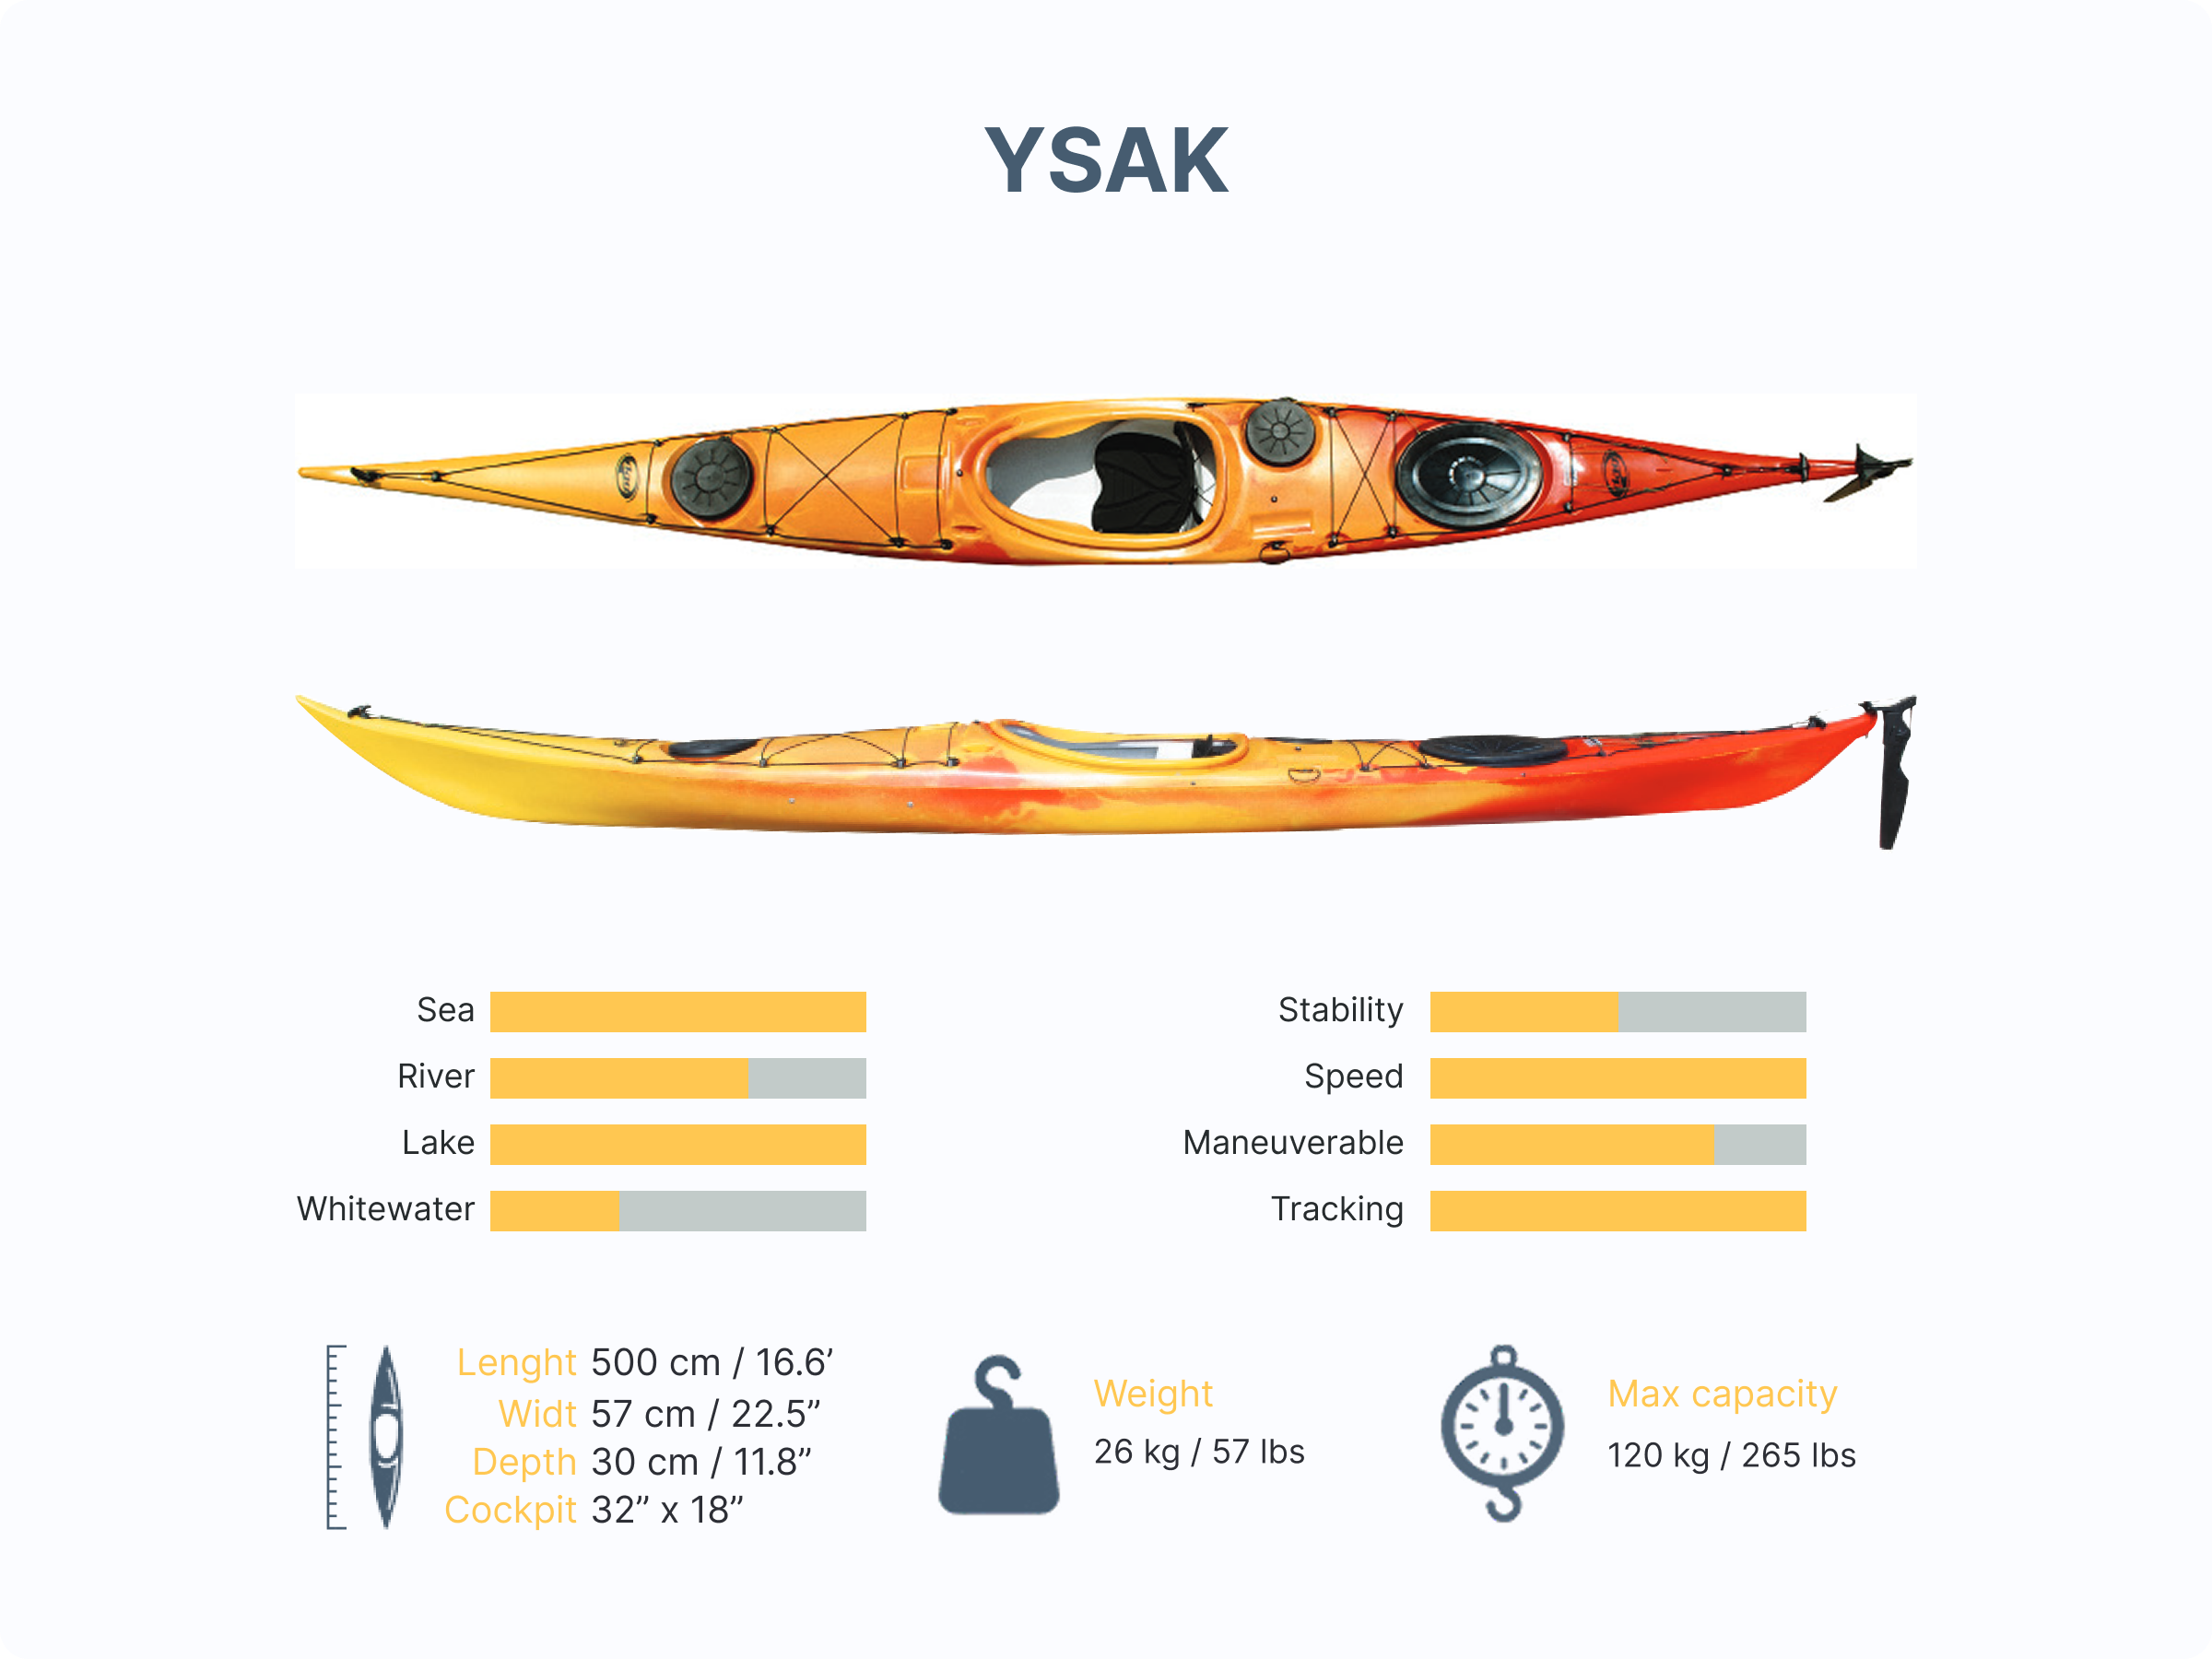 YSAK
Sea
River
Lake
Whitewater
Stability
Speed
Maneuverable
Tracking
Lenght 500 cm / 16.6’
Widt 57 cm / 22.5”
Depth 30 cm / 11.8”
Cockpit 32” x 18”
Weight
26 kg / 57 lbs
Max capacity
120 kg / 265 lbs